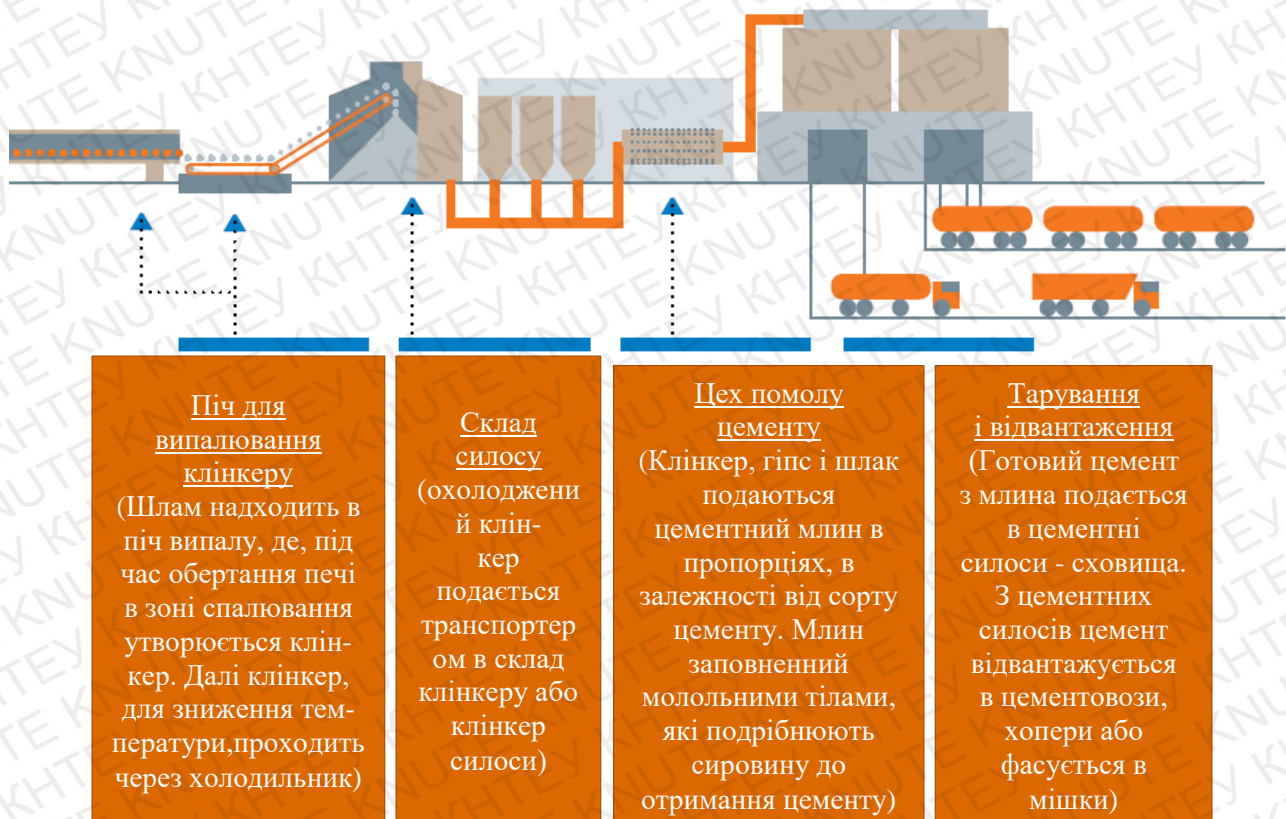 Піч для
випалювання
клінкеру
(Шлам надходить в
піч випалу, де, під
час обертання печі
в зоні спалювання
утворюється клін-
кер. Далі клінкер,
для зниження тем-
ператури,проходить
через холодильник)
Склад
силосу
(охолоджени
й клін-
кер
подається
транспортер
ом в склад
клінкеру або
клінкер
силоси)
Цех помолу
цементу
(Клінкер, гіпс і шлак
подаються
цементний млин в
пропорціях, в
залежності від сорту
цементу. Млин
заповненний
молольними тілами,
які подрібнюють
сировину до
отримання цементу)
Тарування
і відвантаження
(Готовий цемент
з млина подається
в цементні
силоси - сховища.
З цементних
силосів цемент
відвантажується
в цементовози,
хопери або
фасується в
мішки)